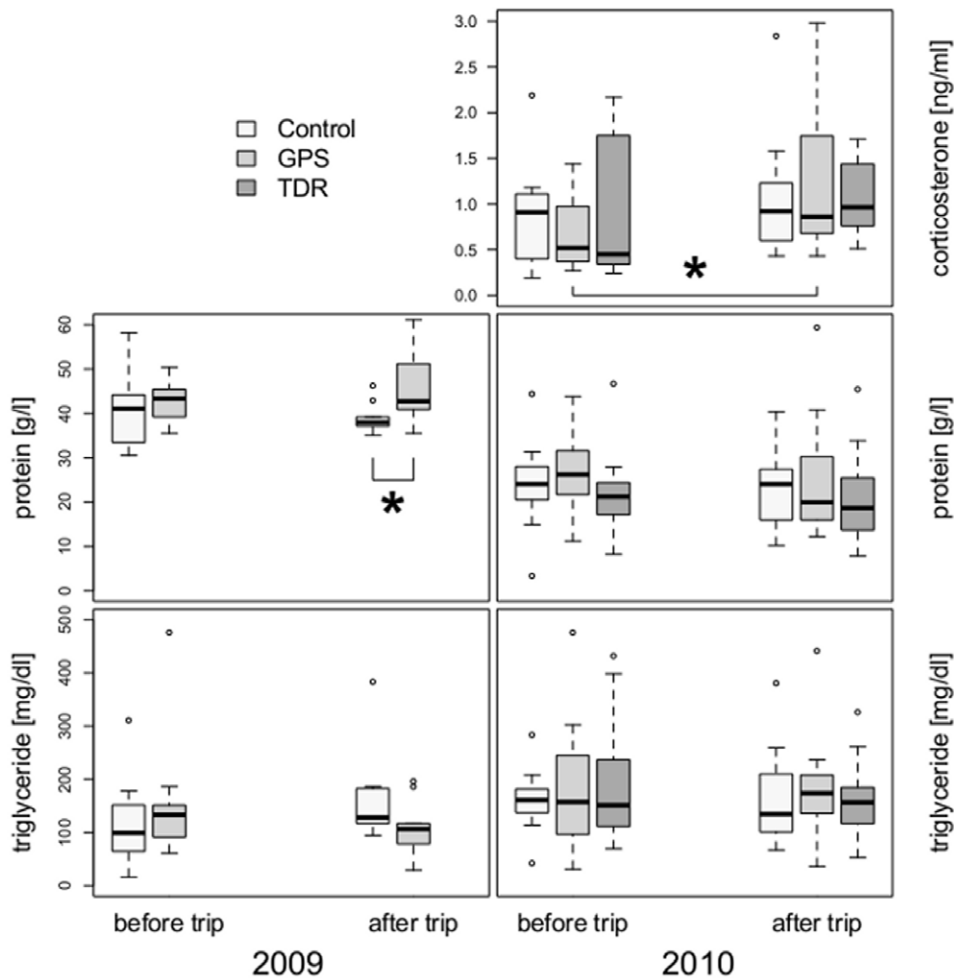 3.0
2.5
2.0
1.5
1.0
0.5
0.0
corticosterone [ng/ml]
Control
GPS
TDR
*
protein [g/l]
60
50
40
30
20
10
0
*
protein [g/l]
triglyceride [mg/dl]
500
400
300
200
100
0
triglyceride [mg/dl]
before trip after trip before trip after trip
2009 2010